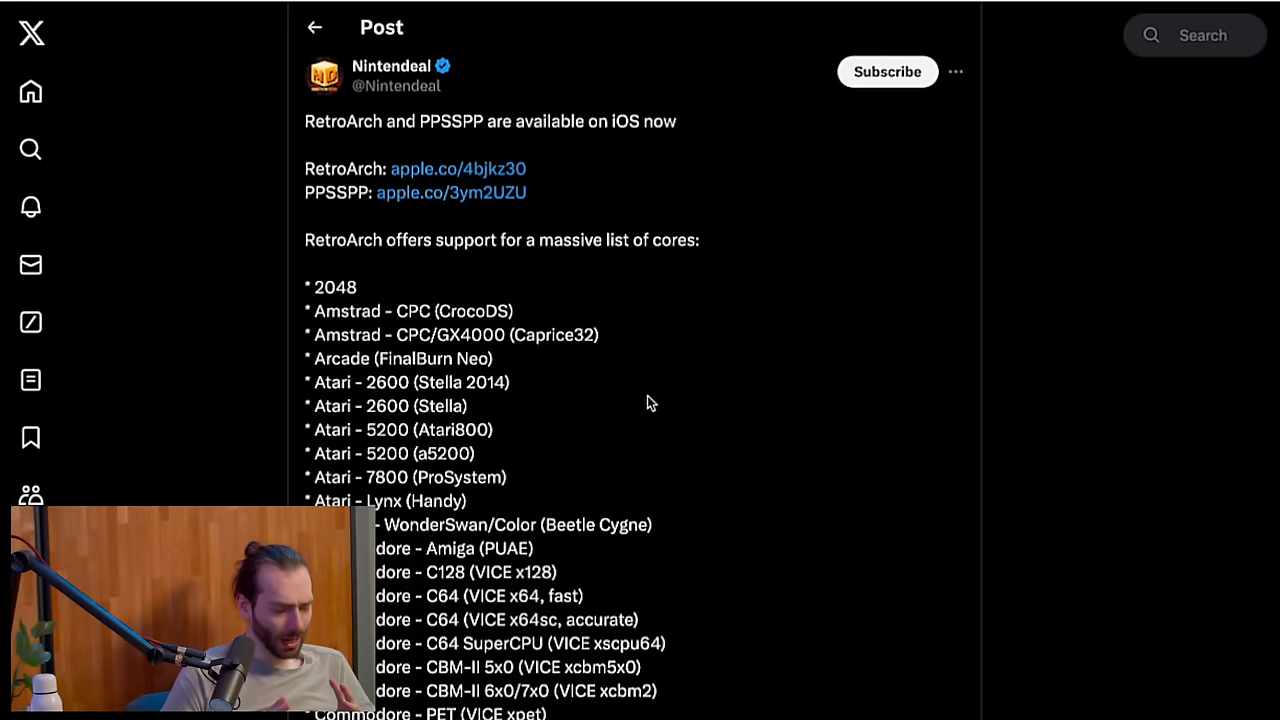 Post
Search
Nintendeal
@Nintendeal
Subscribe
RetroArch and PPSSPP are available on iOS now
RetroArch: apple.co/4bjkz30
PPSSPP: apple.co/3ym2UZU
RetroArch offers support for a massive list of cores:
* 2048
* Amstrad - CPC (CrocoDS)
* Amstrad - CPC/GX4000 (Caprice32)
* Arcade (FinalBurn Neo)
* Atari - 2600 (Stella 2014)
* Atari - 2600 (Stella)
* Atari - 5200 (Atari800)
* Atari - 5200 (a5200)
* Atari - 7800 (ProSystem)
* Atari - Lynx (Handy)
- WonderSwan/Color (Beetle Cygne)
dore - Amiga (PUAE)
dore - C128 (VICE x128)
dore - C64 (VICE x64, fast)
dore - C64 (VICE x64sc, accurate)
dore - C64 SuperCPU (VICE xscpu64)
dore - CBM-II 5x0 (VICE xcbm5x0)
dore - CBM-II 6x0/7x0 (VICE xcbm2)
* Commodore - PET (VICE xpet)